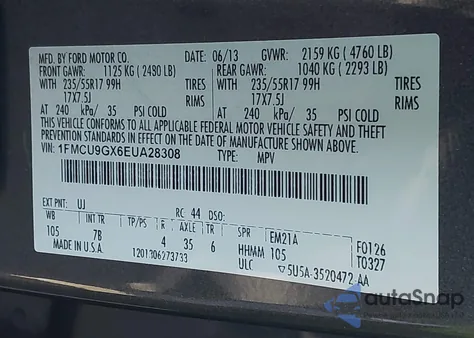 MFD. BY FORD MOTOR CO. 06/13 GVWR: 2159 KG (4760 LB)
FRONT GAWR: 1125 KG (2480 LB) REAR GAWR: 1040 KG (2293 LB)
WITH 235/55R17 99H TIRES WITH 235/55R17 99H TIRES
17X7.5J RIMS 17X7.5J RIMS
AT 240 kPa/ 35 PSI COLD AT 240 kPa/ 35 PSI COLD
THIS VEHICLE CONFORMS TO ALL APPLICABLE FEDERAL MOTOR VEHICLE SAFETY AND THEFT
PREVENTION STANDARDS IN EFFECT ON THE DATE OF MANUFACTURE SHOWN ABOVE.
VIN: 1FMCU9GX6EUA28308 TYPE: MPV
EXT PNT: UJ RC: 44 DSO:
WB INT TR TP/PS R AXLE TR SPR EM21A F0126
105 7B 4 35 6 HHMM 105 T0327
MADE IN U.S.A. 1201306273733 ULC ▽5U5A-3520472-AA
autoSnap